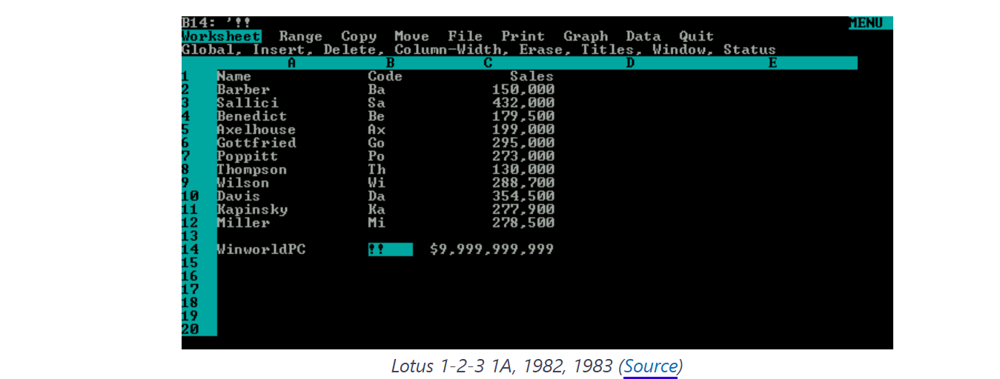 B14: '!! MENU
Worksheet Range Copy Move File Print Graph Data Quit
Global, Insert, Delete, Column-Width, Erase, Titles, Window, Status
A B C D E
1 Name Code Sales
2 Barber Ba 150,000
3 Sallici Sa 432,000
4 Benedict Be 179,500
5 Axelhouse Ax 199,000
6 Gottfried Go 295,000
7 Poppitt Po 273,000
8 Thompson Th 130,000
9 Wilson Wi 288,700
10 Davis Da 354,500
11 Kapinsky Ka 277,900
12 Miller Mi 278,500
13
14 WinworldPC !! $9,999,999,999
15
16
17
18
19
20
Lotus 1-2-3 1A, 1982, 1983 (Source)